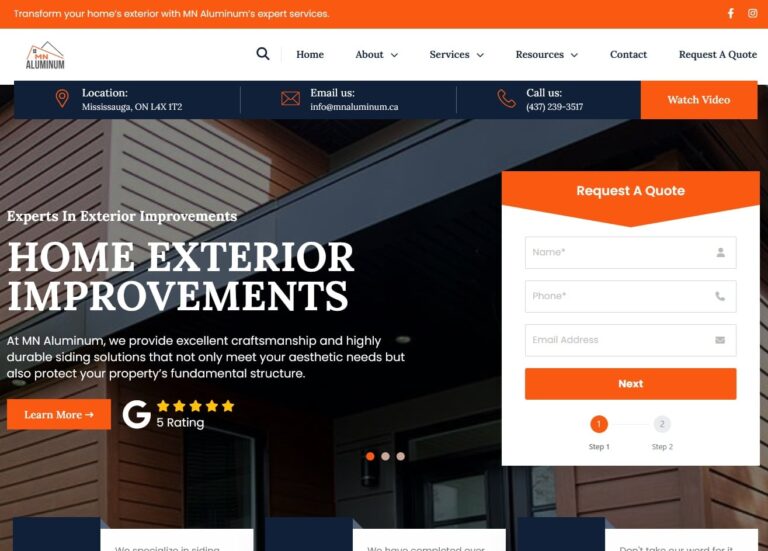 Transform your home's exterior with MN Aluminum's expert services.
MN
ALUMINUM
Home
About
Services
Resources
Contact
Request A Quote
Location:
Mississauga, ON L4X 1T2
Email us:
info@mnaluminum.ca
Call us:
(437) 239-3517
Watch Video
Experts In Exterior Improvements
HOME EXTERIOR
IMPROVEMENTS
At MN Aluminum, we provide excellent craftsmanship and highly
durable siding solutions that not only meet your aesthetic needs but
also protect your property's fundamental structure.
Learn More →
G
5 Rating
Request A Quote
Name*
Phone*
Email Address
Next
1
2
Step 1
Step 2
We specialize in siding
We have completed over
Don't take our word for it